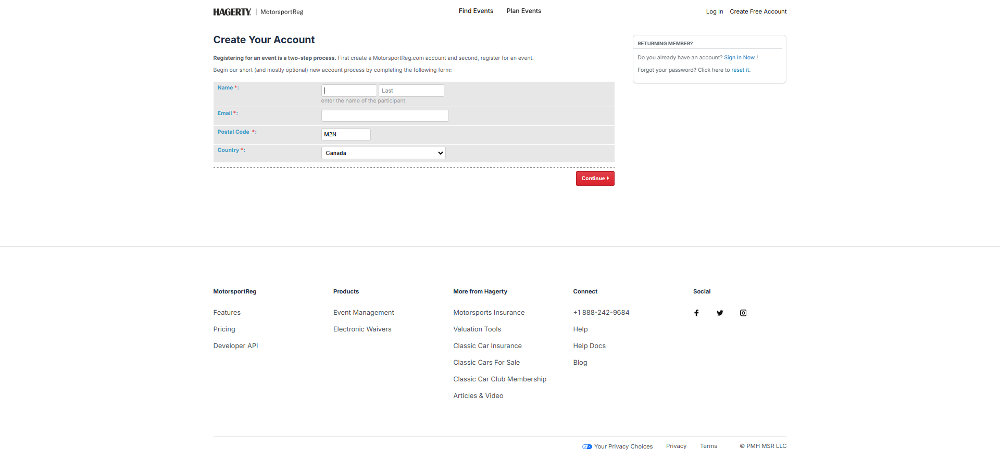 HAGERTY | MotorsportReg
Find Events Plan Events
Log In Create Free Account
Create Your Account
Registering for an event is a two-step process. First create a MotorsportReg.com account and second, register for an event.
Begin our short (and mostly optional) new account process by completing the following form:
Name *:
Last
enter the name of the participant
Email *:
Postal Code *:
M2N
Country *:
Canada
Continue
RETURNING MEMBER?
Do you already have an account? Sign In Now !
Forgot your password? Click here to reset it.
MotorsportReg
Features
Pricing
Developer API
Products
Event Management
Electronic Waivers
More from Hagerty
Motorsports Insurance
Valuation Tools
Classic Car Insurance
Classic Cars For Sale
Classic Car Club Membership
Articles & Video
Connect
+1 888-242-9684
Help
Help Docs
Blog
Social
Your Privacy Choices
Privacy
Terms
© PMH MSR LLC